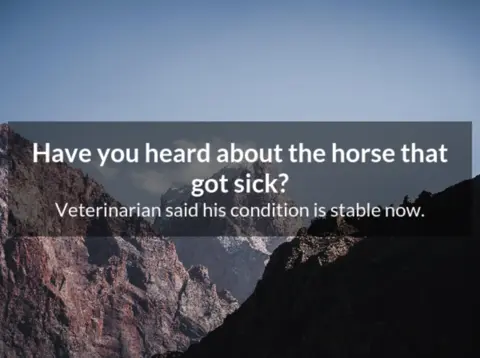 Have you heard about the horse that
got sick?
Veterinarian said his condition is stable now.